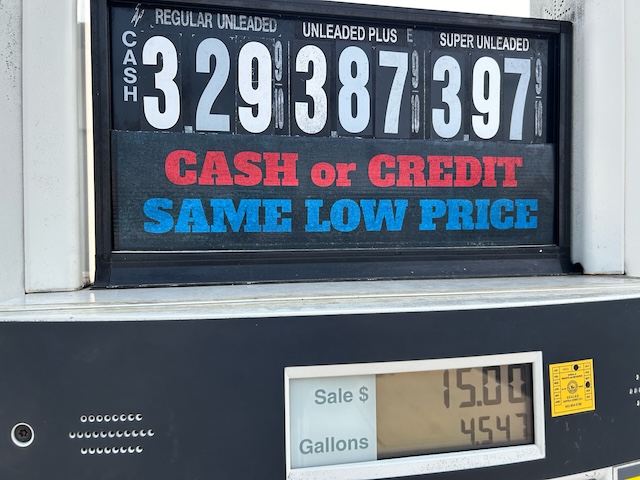 REGULAR UNLEADED UNLEADED PLUS SUPER UNLEADED
CASH 3.29 9/10 3.87 9/10 3.97 9/10
CASH or CREDIT
SAME LOW PRICE
Sale $ 15.00
Gallons 4.547